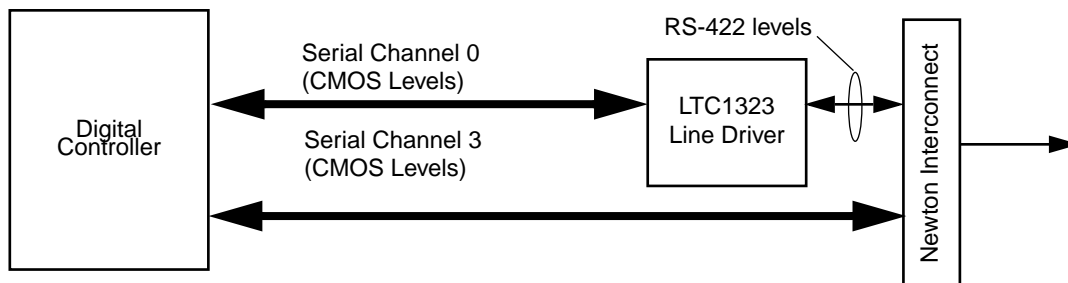 RS-422 levels
Serial Channel 0
(CMOS Levels)
LTC1323
Line Driver
Digital
Controller
Serial Channel 3
(CMOS Levels)
Newton Interconnect